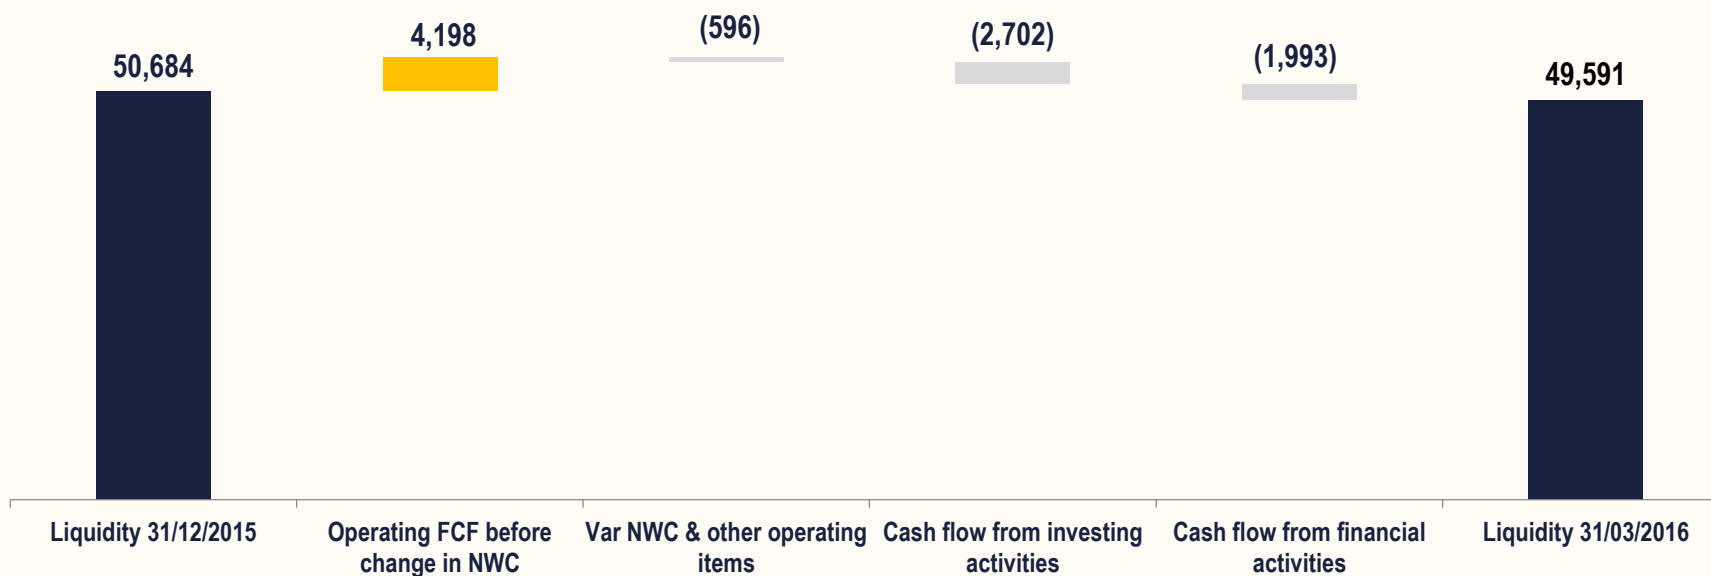 50,684
4,198
(596)
(2,702)
(1,993)
49,591
Liquidity 31/12/2015
Operating FCF before
change in NWC
Var NWC & other operating
items
Cash flow from investing
activities
Cash flow from financial
activities
Liquidity 31/03/2016